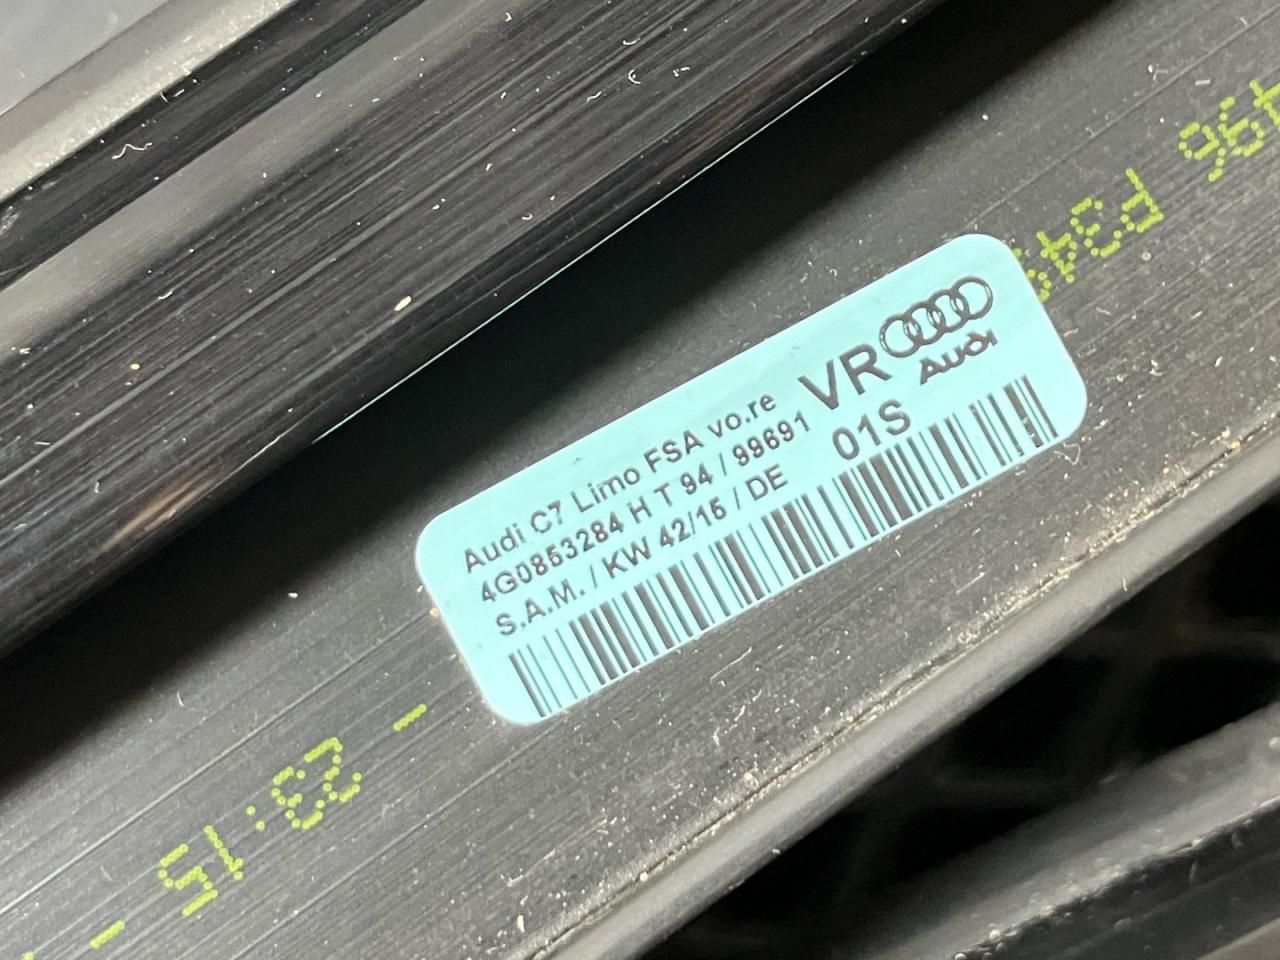 Audi C7 Limo FSA vo.re
4G0853284 H T 94 / 99691
S.A.M. / KW 42/15 / DE
VR
01S
Audi
23:15